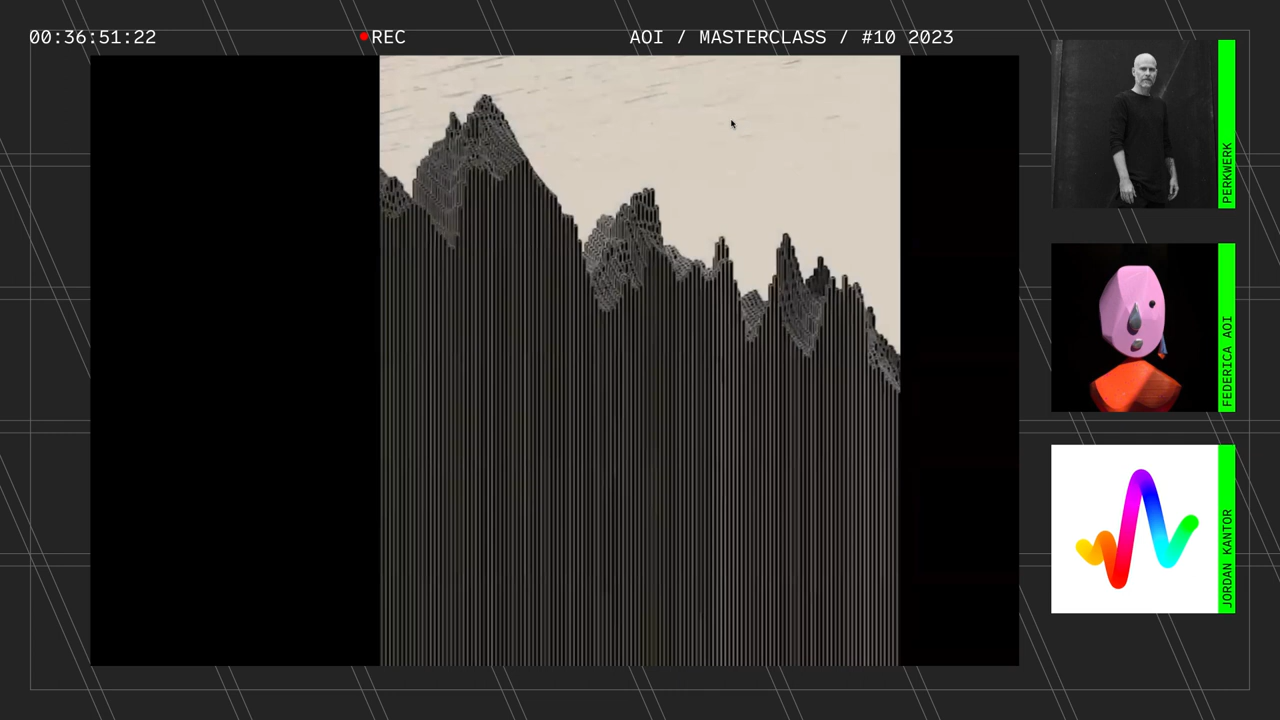 00:36:51:22
REC
AOI / MASTERCLASS / #10 2023
PERKWERK
FEDERICA AOI
JORDAN KANTOR